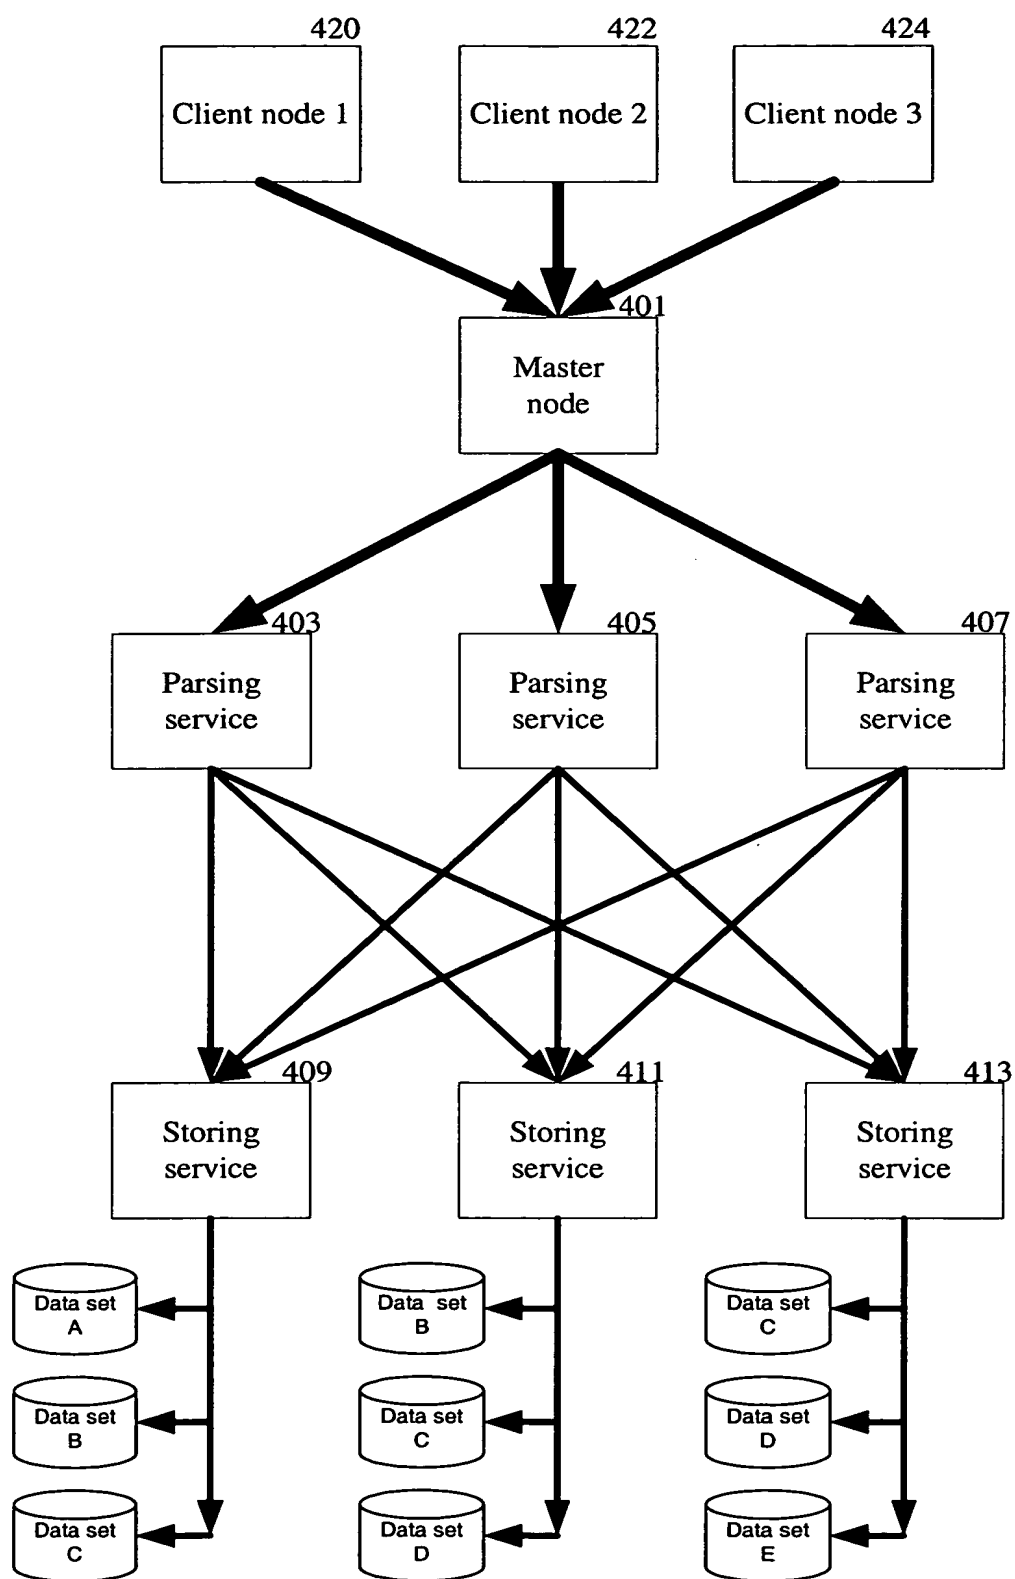 420
422
424
Client node 1
Client node 2
Client node 3
401
Master
node
403
405
407
Parsing
service
Parsing
service
Parsing
service
409
411
413
Storing
service
Storing
service
Storing
service
Data set
A
Data set
B
Data set
C
Data set
B
Data set
C
Data set
D
Data set
C
Data set
D
Data set
E